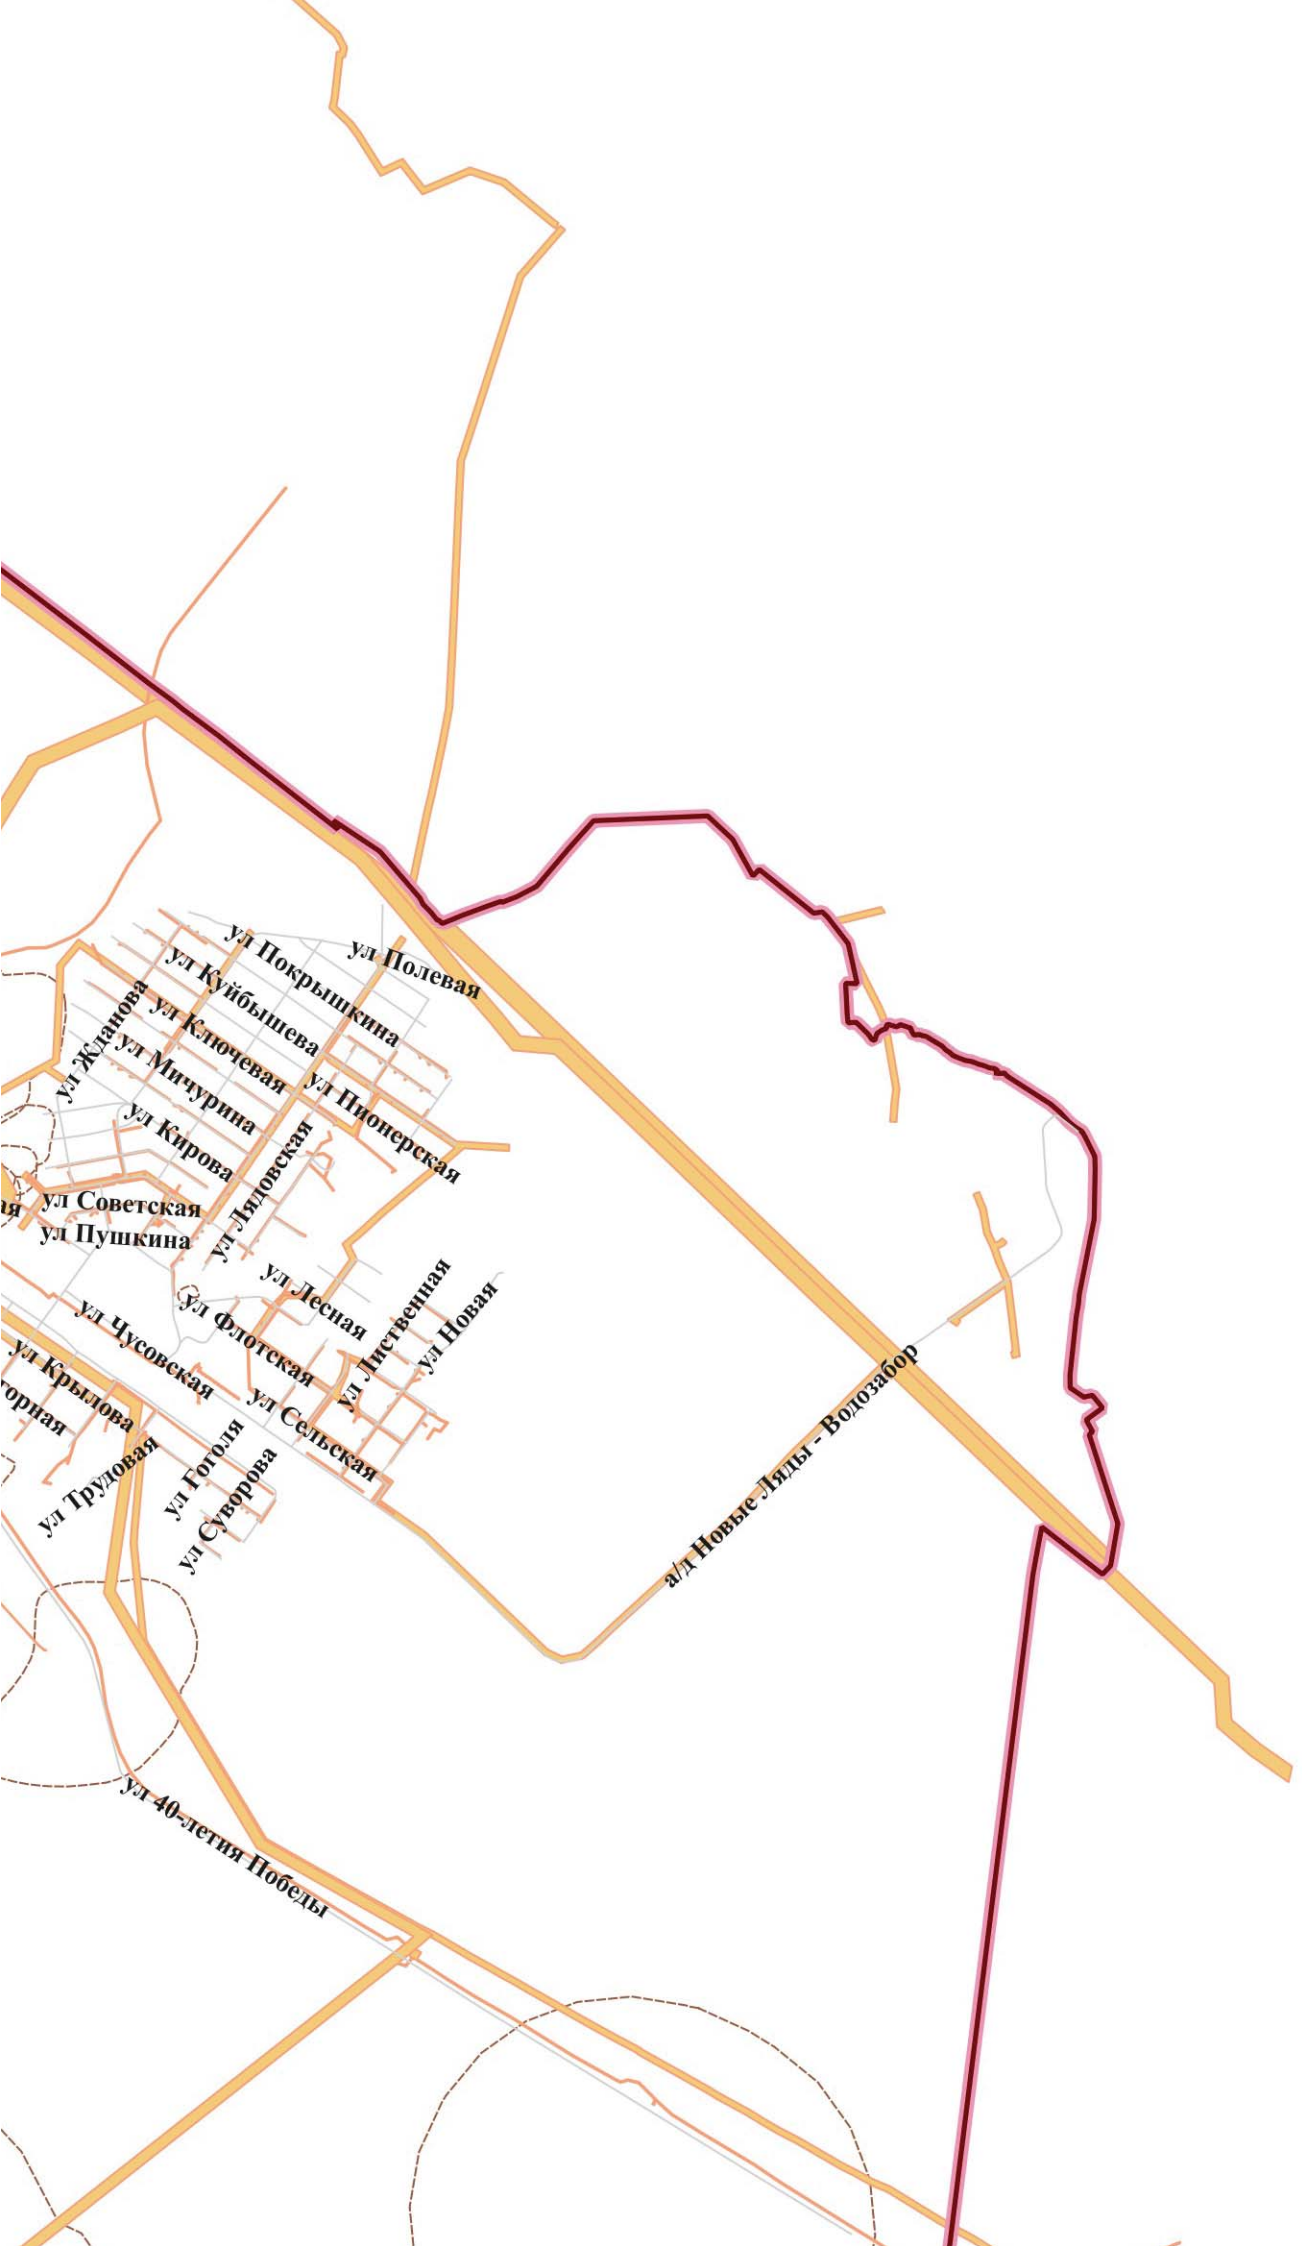 ул Полевая
ул Покрышкина
ул Куйбышева
ул Ключевая
ул Жданова
ул Мичурина
ул Пионерская
ул Кирова
ул Лядовская
ул Советская
ая
ул Пушкина
ул Лесная
ул Лиственная
ул Новая
ул Флотская
ул Чусовская
ул Крылова
горная
ул Сельская
ул Гоголя
ул Трудовая
ул Суворова
а/д Новые Ляды - Водозабор
ул 40-летия Победы